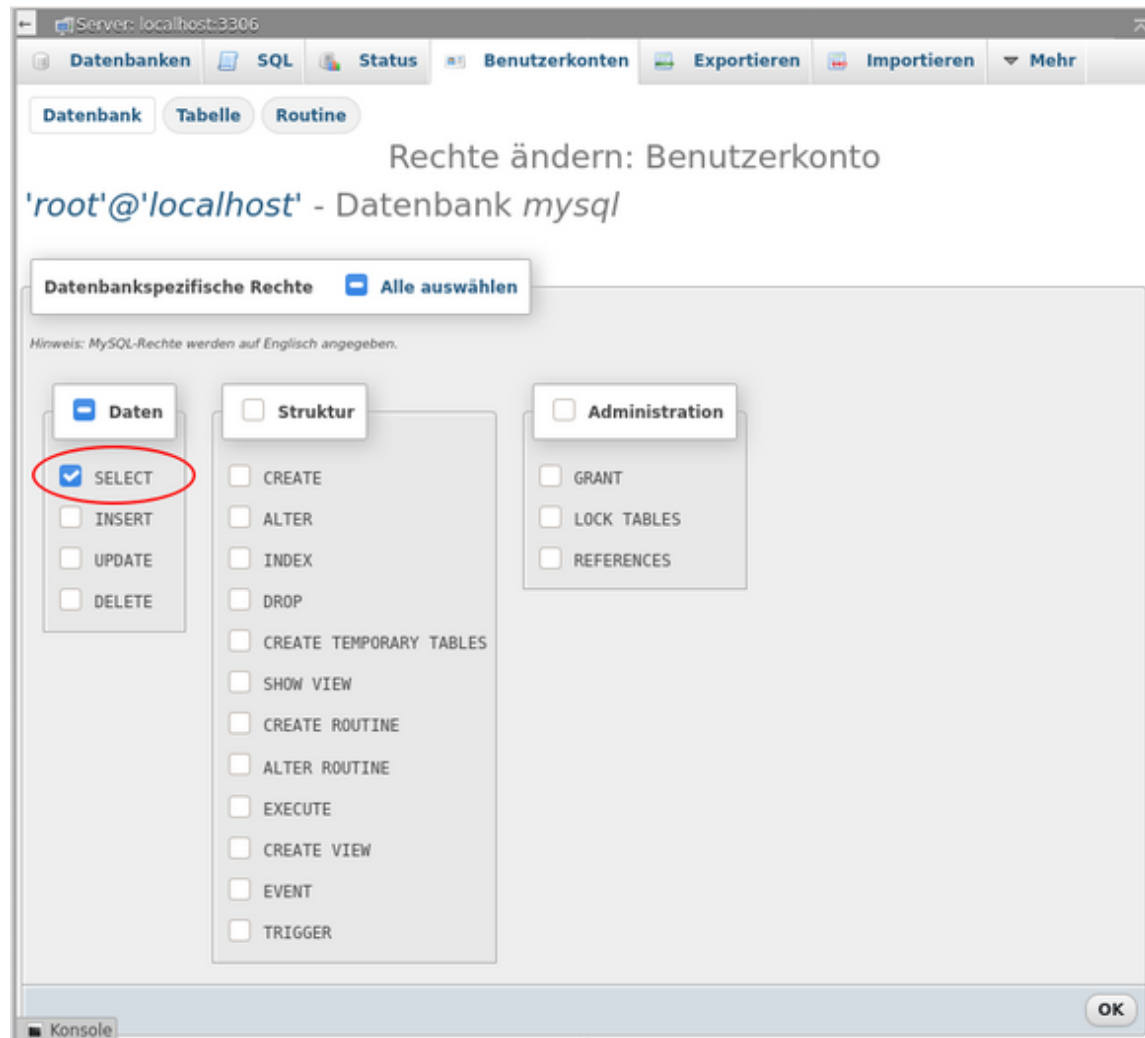 Server: localhost:3306
Datenbanken SQL Status Benutzerkonten Exportieren Importieren Mehr
Datenbank Tabelle Routine
Rechte ändern: Benutzerkonto
'root'@'localhost' - Datenbank mysql
Datenbankspezifische Rechte Alle auswählen
Hinweis: MySQL-Rechte werden auf Englisch angegeben.
Daten
SELECT
INSERT
UPDATE
DELETE
Struktur
CREATE
ALTER
INDEX
DROP
CREATE TEMPORARY TABLES
SHOW VIEW
CREATE ROUTINE
ALTER ROUTINE
EXECUTE
CREATE VIEW
EVENT
TRIGGER
Administration
GRANT
LOCK TABLES
REFERENCES
OK
Konsole